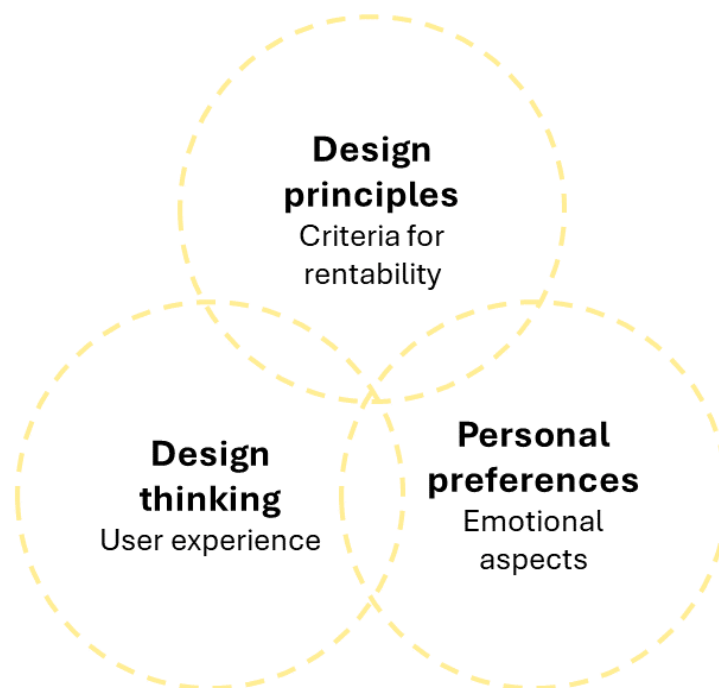 Design
principles
Criteria for
rentability
Design
thinking
User experience
Personal
preferences
Emotional
aspects